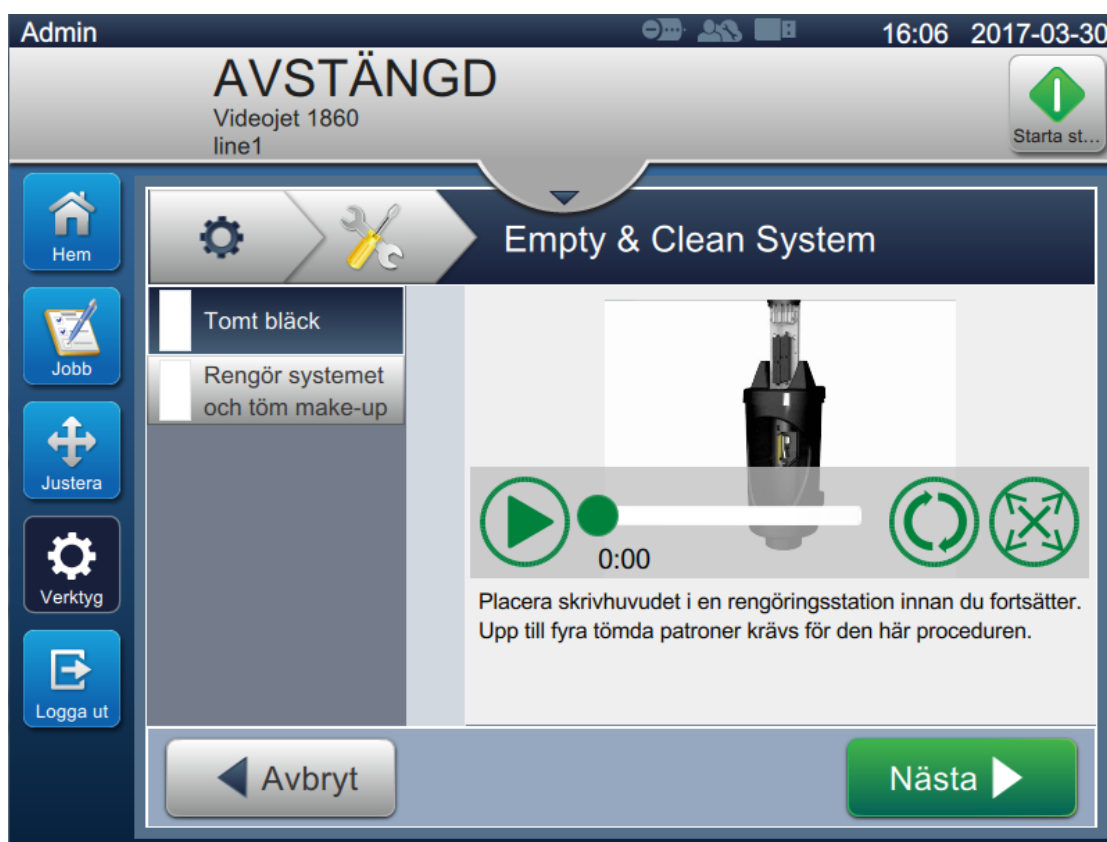 Admin
16:06 2017-03-30
AVSTÄNGD
Videojet 1860
line1
Starta st...
Hem
Jobb
Justera
Verktyg
Logga ut
Empty & Clean System
Tomt bläck
Rengör systemet
och töm make-up
0:00
Placera skrivhuvudet i en rengöringsstation innan du fortsätter.
Upp till fyra tömda patroner krävs för den här proceduren.
Avbryt
Nästa